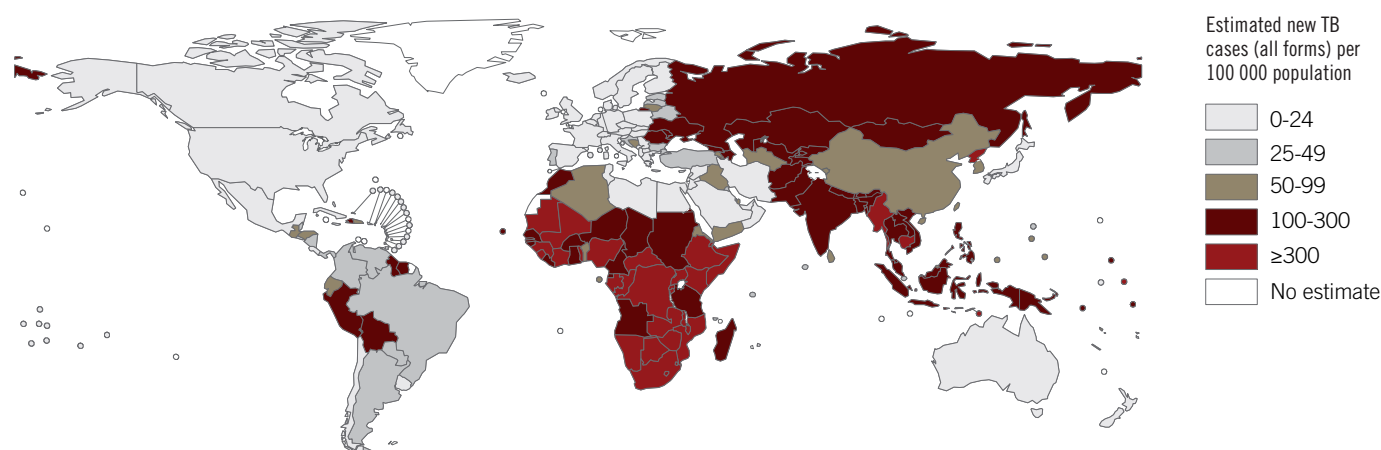 Estimated new TB
cases (all forms) per
100 000 population
0-24
25-49
50-99
100-300
≥300
No estimate